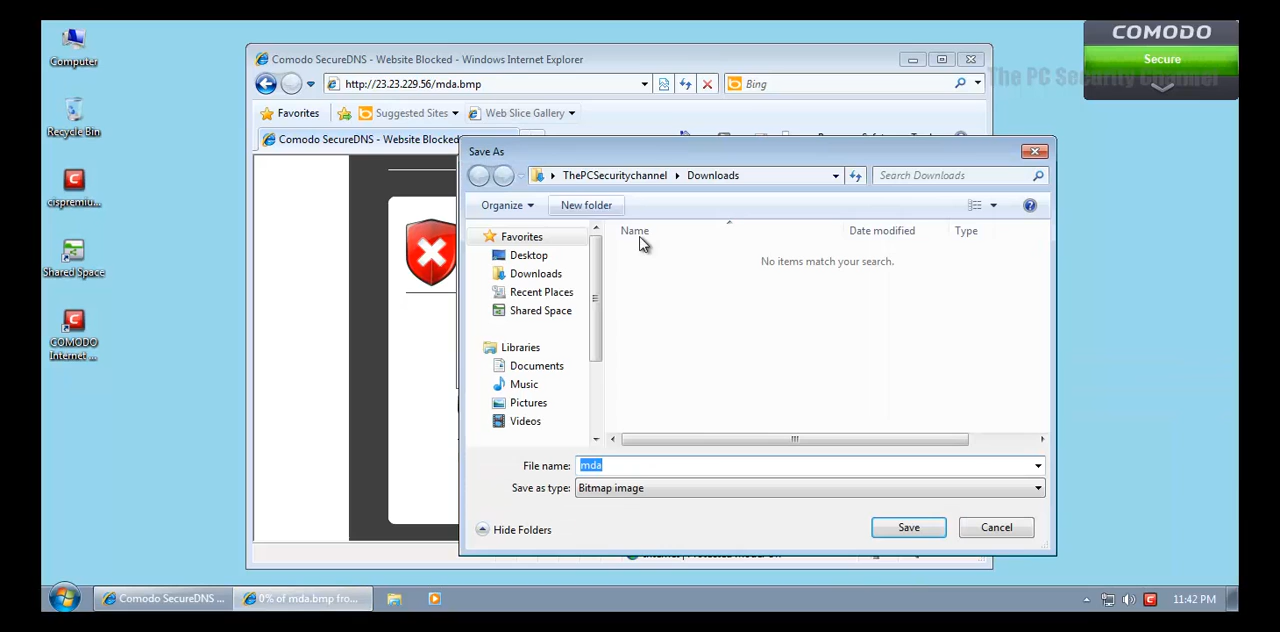 Computer
Recycle Bin
cispremiu...
Shared Space
COMODO
Internet ...
COMODO
Secure
The PC Security Channel
Comodo SecureDNS - Website Blocked - Windows Internet Explorer
http://23.23.229.56/mda.bmp
Bing
Favorites
Suggested Sites
Web Slice Gallery
Comodo SecureDNS - Website Blocked
Save As
ThePCSecuritychannel
Downloads
Search Downloads
Organize
New folder
Favorites
Desktop
Downloads
Recent Places
Shared Space
Libraries
Documents
Music
Pictures
Videos
Name
Date modified
Type
No items match your search.
File name:
mda
Save as type:
Bitmap image
Hide Folders
Save
Cancel
Comodo SecureDNS ...
0% of mda.bmp fro...
11:42 PM